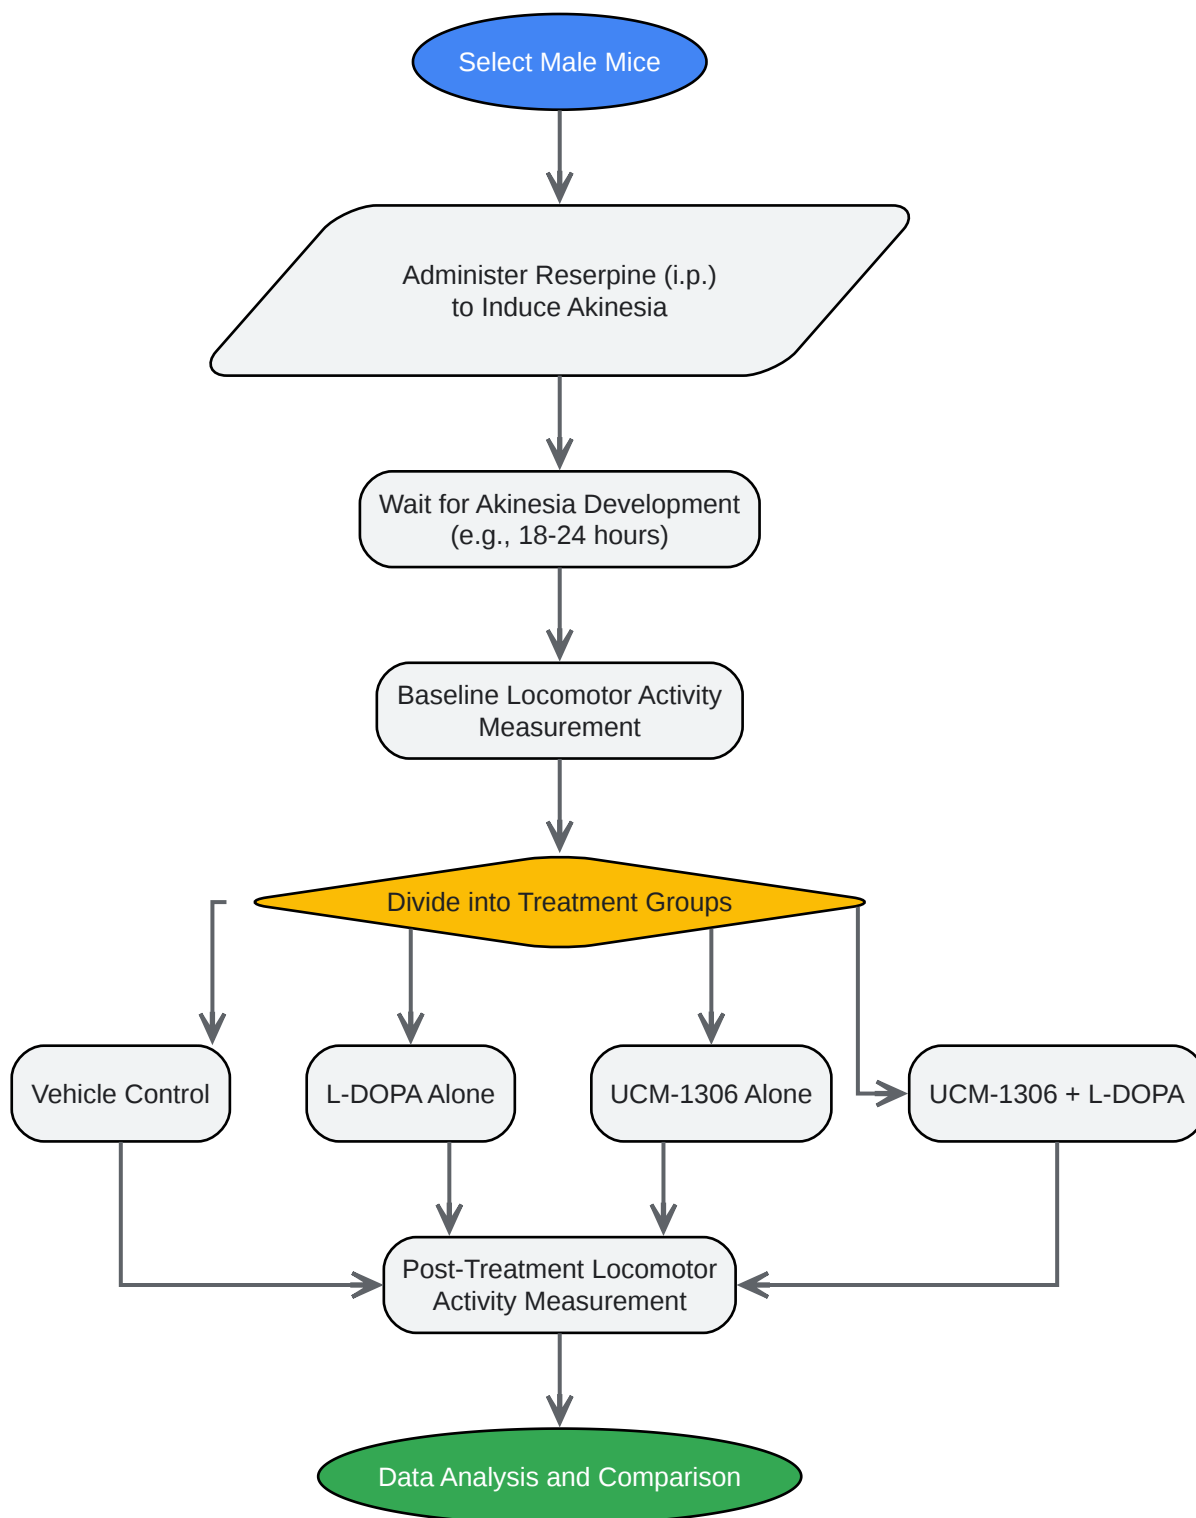 Select Male Mice
Administer Reserpine (i.p.)
to Induce Akinesia
Wait for Akinesia Development
(e.g., 18-24 hours)
Baseline Locomotor Activity
Measurement
Divide into Treatment Groups
Vehicle Control
L-DOPA Alone
UCM-1306 Alone
UCM-1306 + L-DOPA
Post-Treatment Locomotor
Activity Measurement
Data Analysis and Comparison